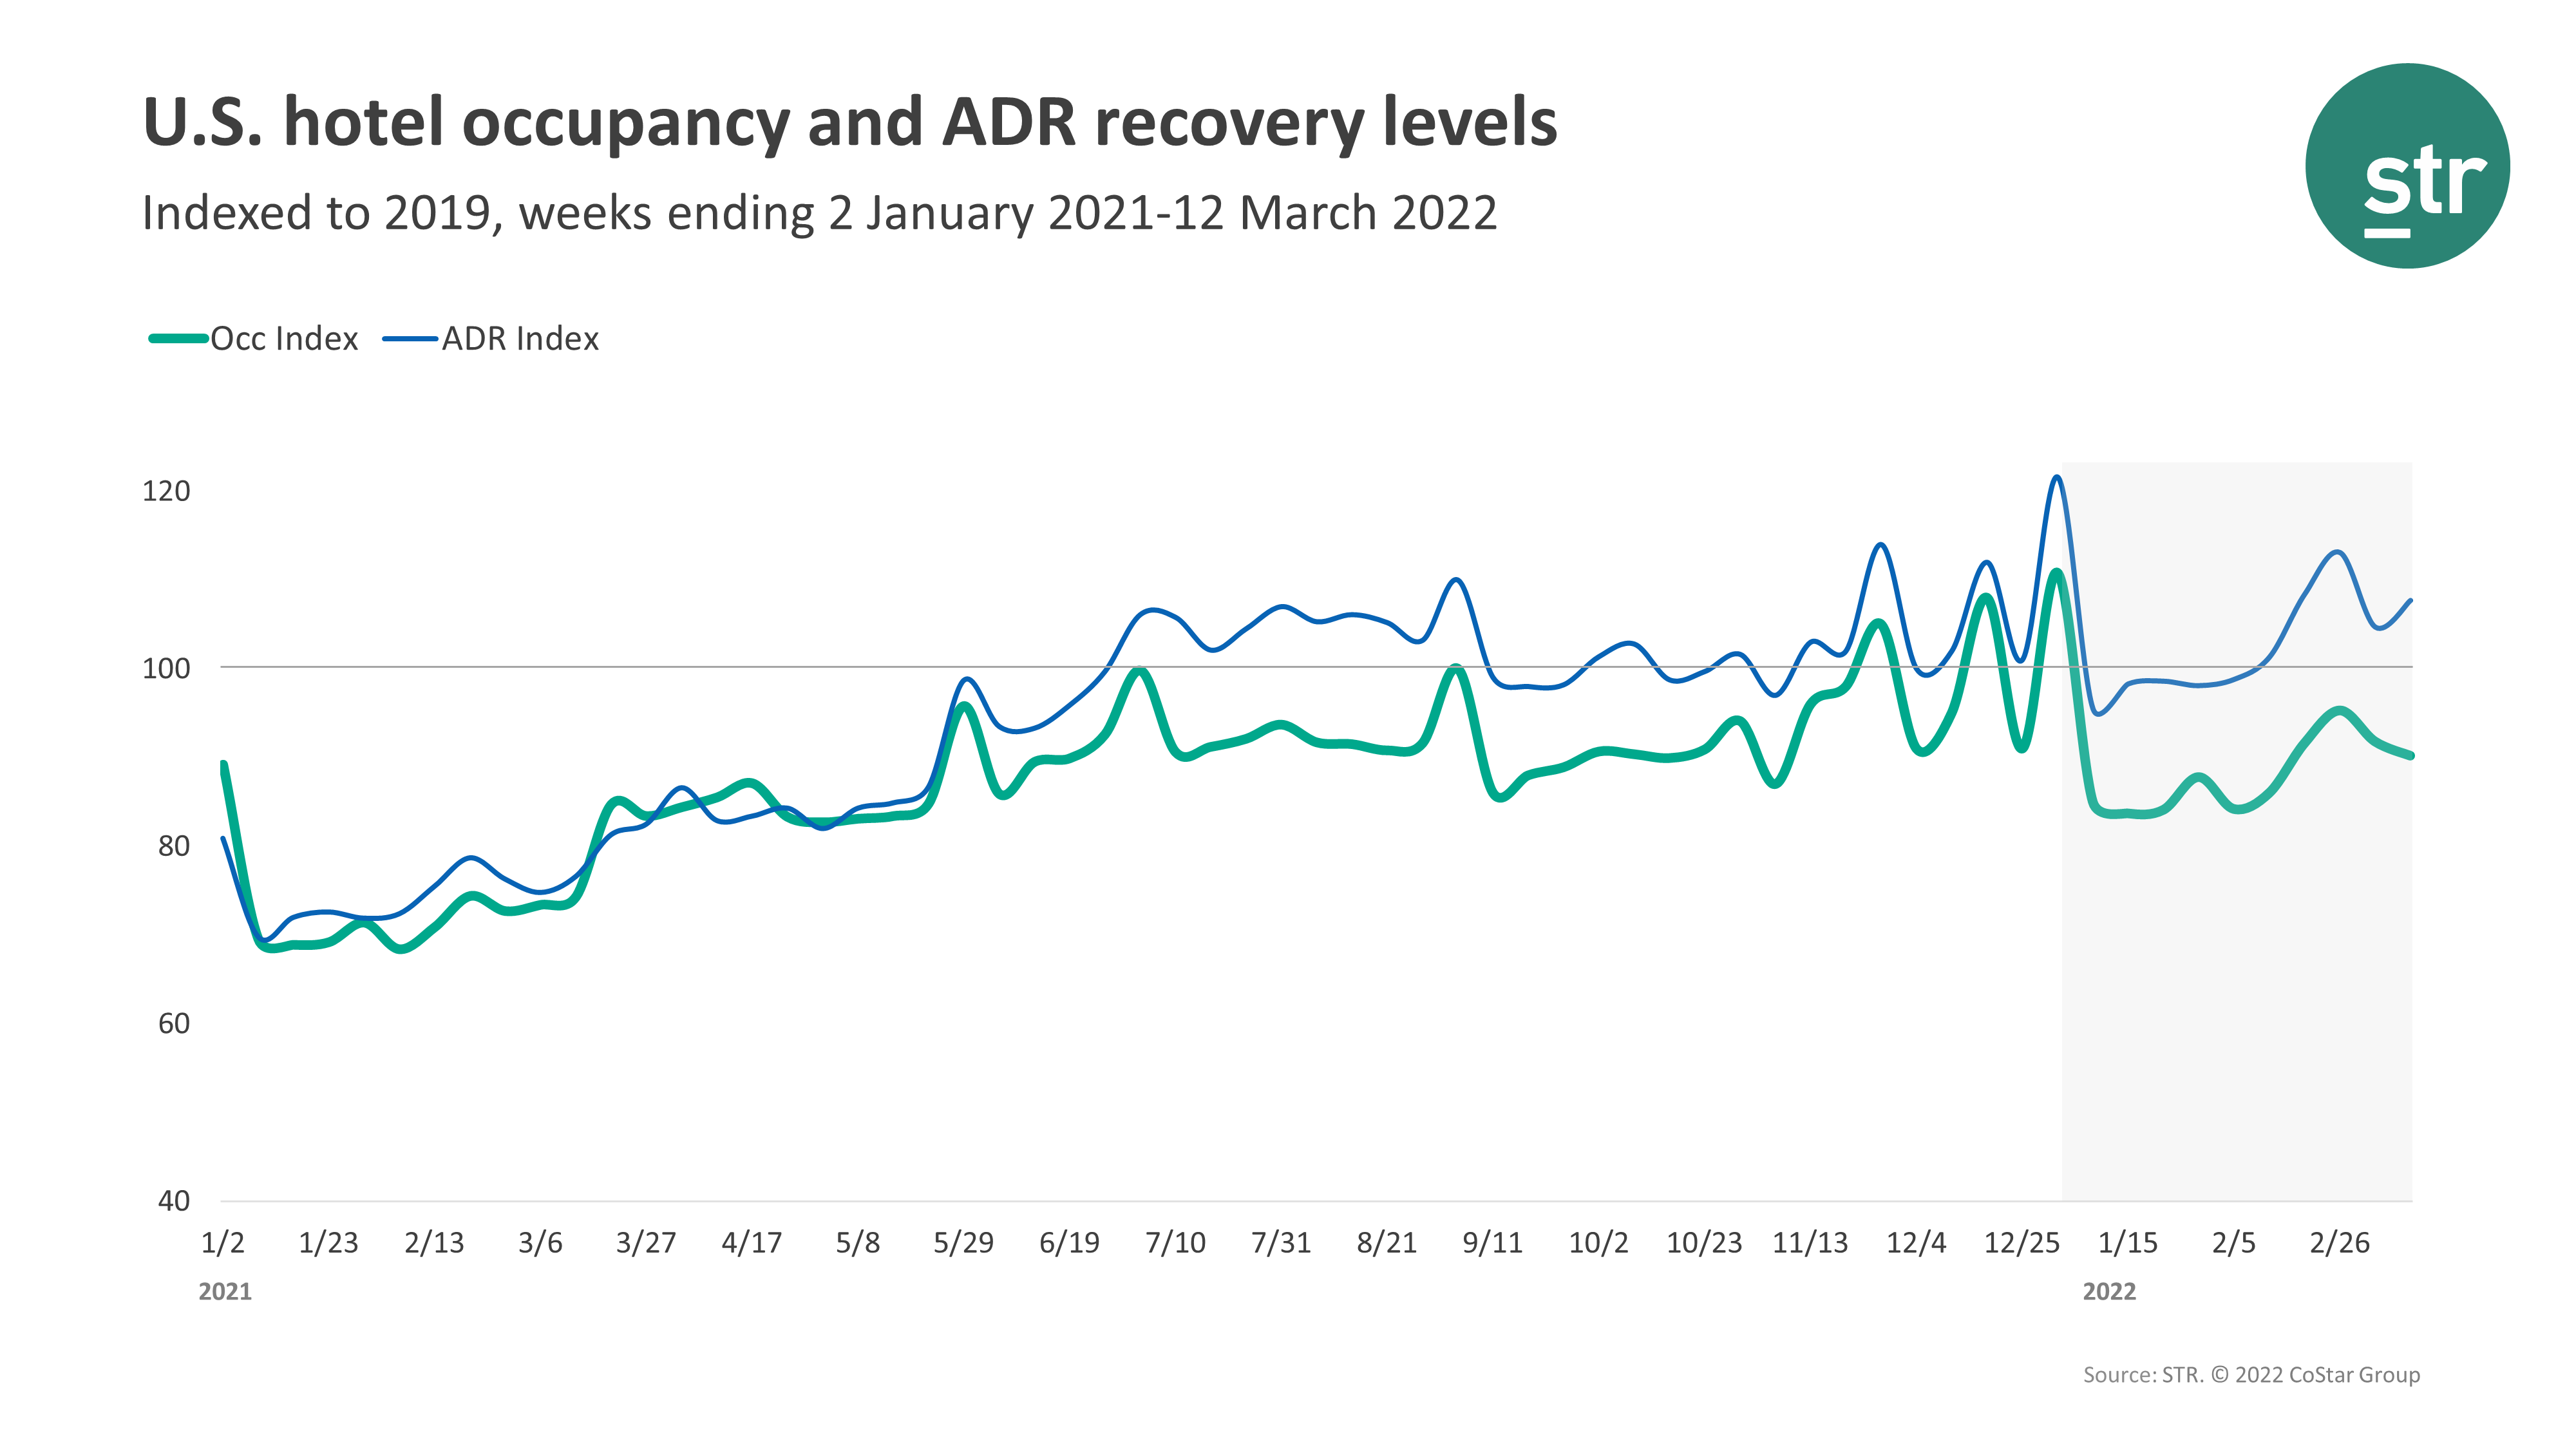 U.S. hotel occupancy and ADR recovery levels
Indexed to 2019, weeks ending 2 January 2021-12 March 2022
str
Occ Index ADR Index
120
100
80
60
40
1/2 1/23 2/13 3/6 3/27 4/17 5/8 5/29 6/19 7/10 7/31 8/21 9/11 10/2 10/23 11/13 12/4 12/25 1/15 2/5 2/26
2021 2022
Source: STR. © 2022 CoStar Group